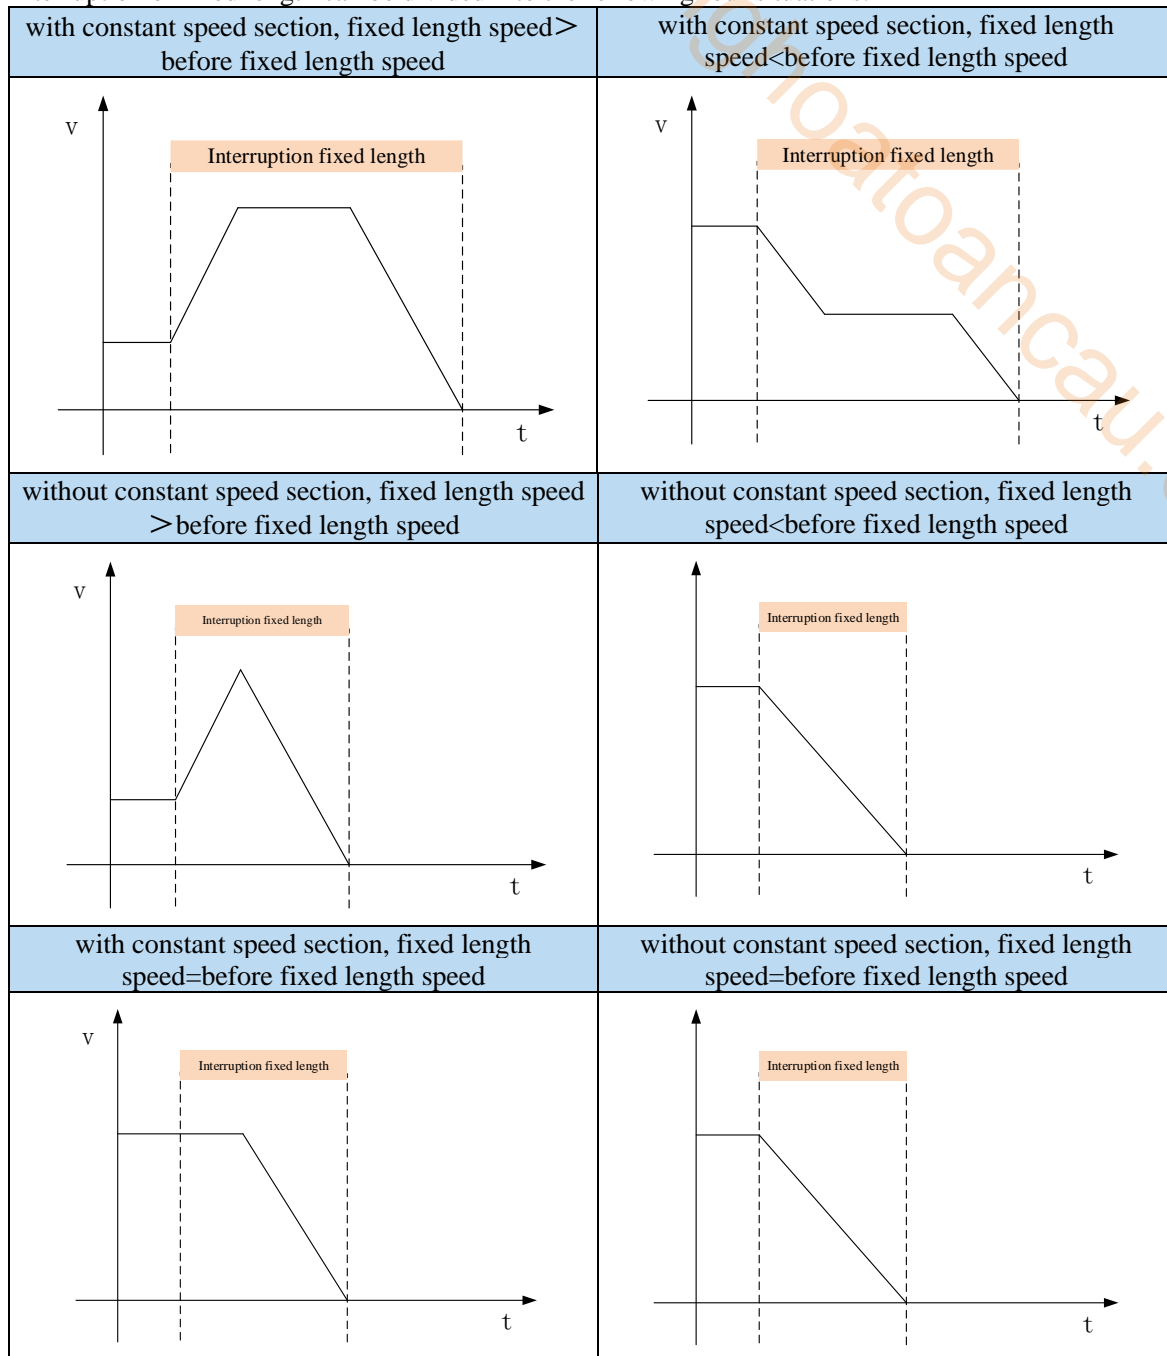 with constant speed section, fixed length speed＞
before fixed length speed
with constant speed section, fixed length
speed<before fixed length speed
v
Interruption fixed length
t
v
Interruption fixed length
t
without constant speed section, fixed length speed
＞before fixed length speed
without constant speed section, fixed length
speed<before fixed length speed
v
Interruption fixed length
t
Interruption fixed length
t
with constant speed section, fixed length
speed=before fixed length speed
without constant speed section, fixed length
speed=before fixed length speed
v
Interruption fixed length
t
Interruption fixed length
t
ghoatoancau.